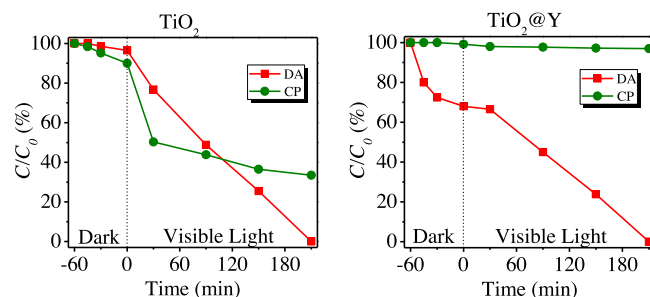 TiO2
100
80
60
40
20
0
C/C0 (%)
DA
CP
Dark
Visible Light
-60 0 60 120 180
Time (min)
TiO2@Y
100
80
60
40
20
0
C/C0 (%)
DA
CP
Dark
Visible Light
-60 0 60 120 180
Time (min)